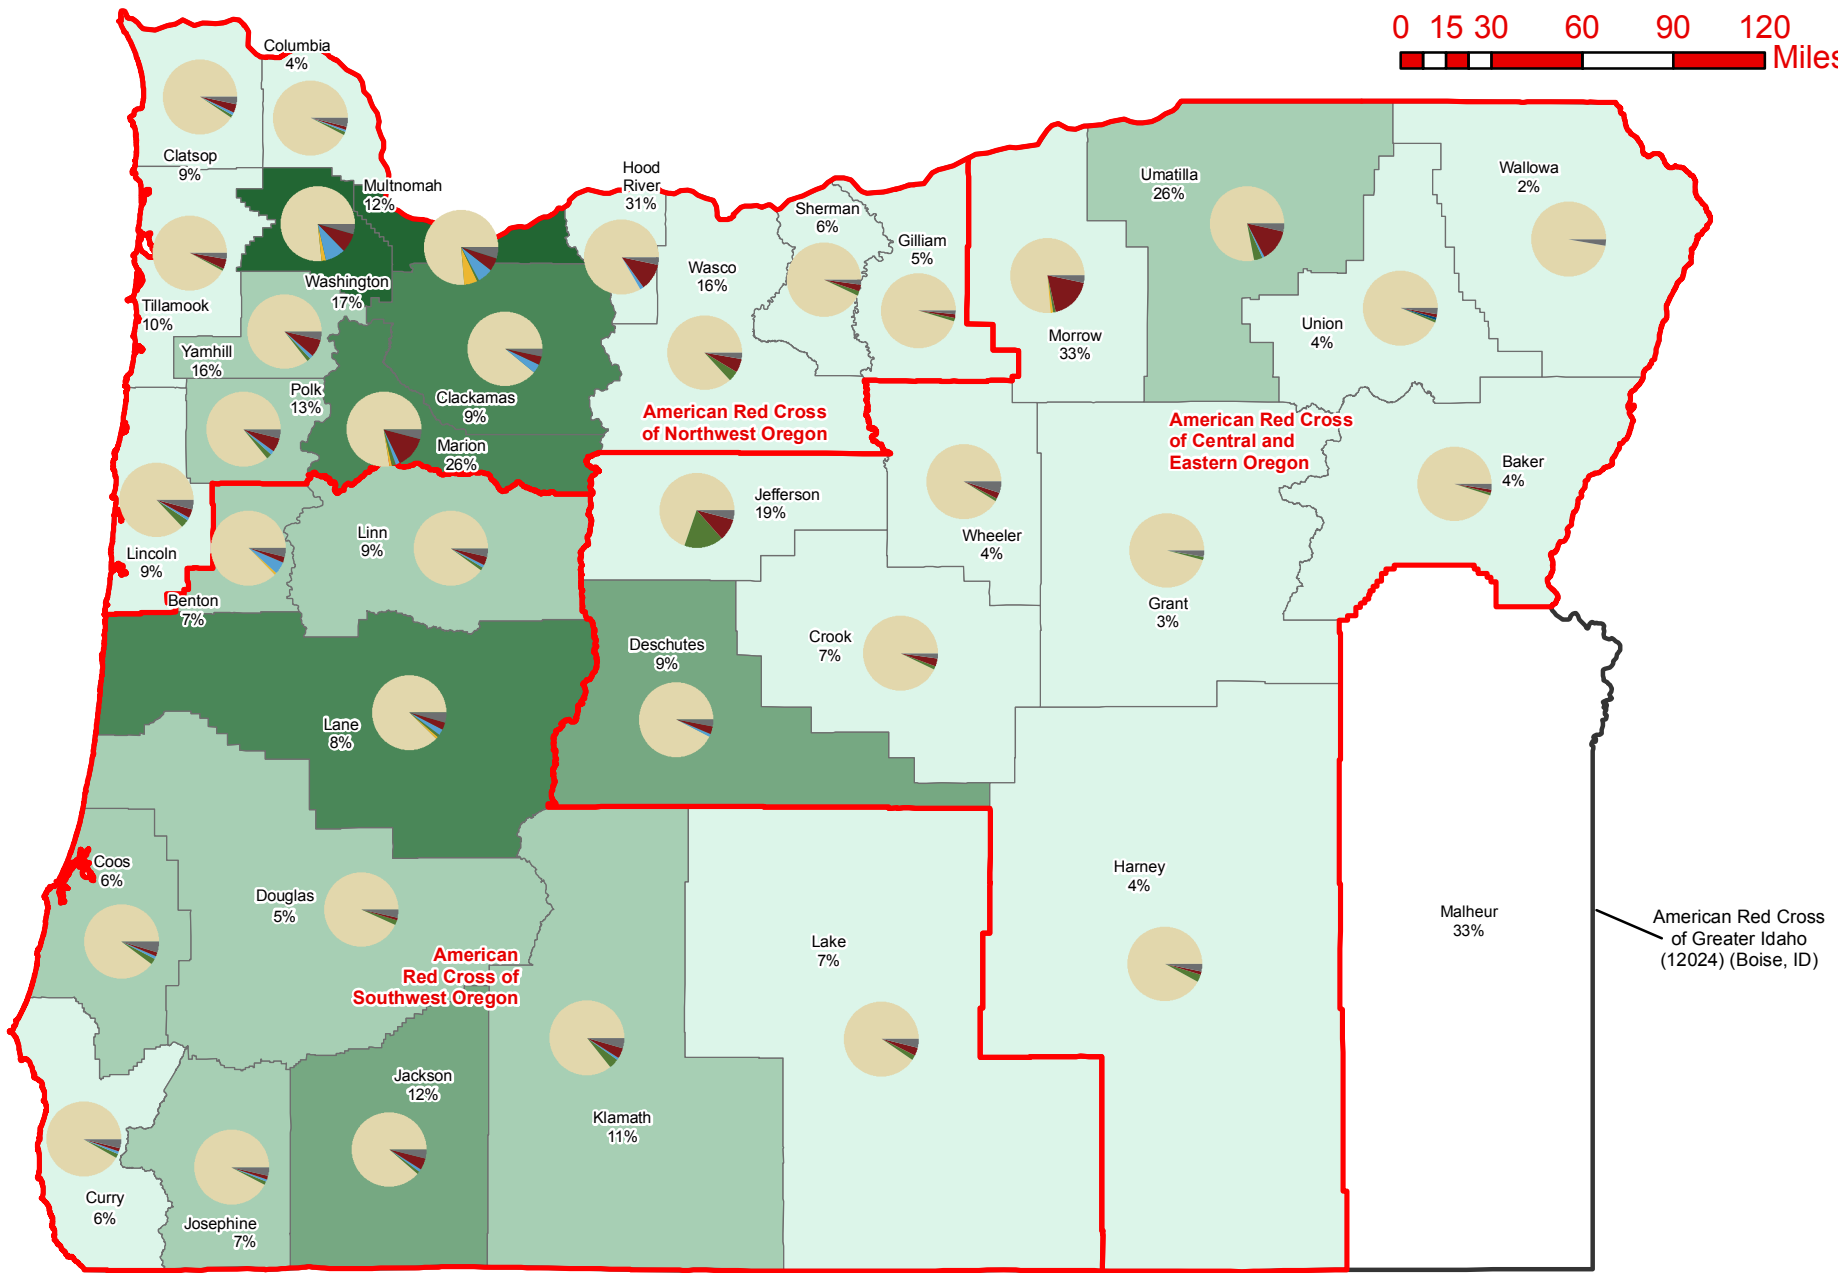 0 15 30 60 90 120
Miles
Columbia
4%
Clatsop
9%
Multnomah
12%
Hood
River
31%
Sherman
6%
Gilliam
5%
Umatilla
26%
Wallowa
2%
Wasco
16%
Washington
17%
Tillamook
10%
Yamhill
16%
Morrow
33%
Union
4%
Polk
13%
Clackamas
9%
Marion
26%
American Red Cross
of Northwest Oregon
American Red Cross
of Central and
Eastern Oregon
Baker
4%
Jefferson
19%
Wheeler
4%
Linn
9%
Lincoln
9%
Benton
7%
Grant
3%
Deschutes
9%
Crook
7%
Lane
8%
Coos
6%
Douglas
5%
Harney
4%
Malheur
33%
American Red Cross
of Greater Idaho
(12024) (Boise, ID)
Lake
7%
American
Red Cross of
Southwest Oregon
Jackson
12%
Klamath
11%
Curry
6%
Josephine
7%